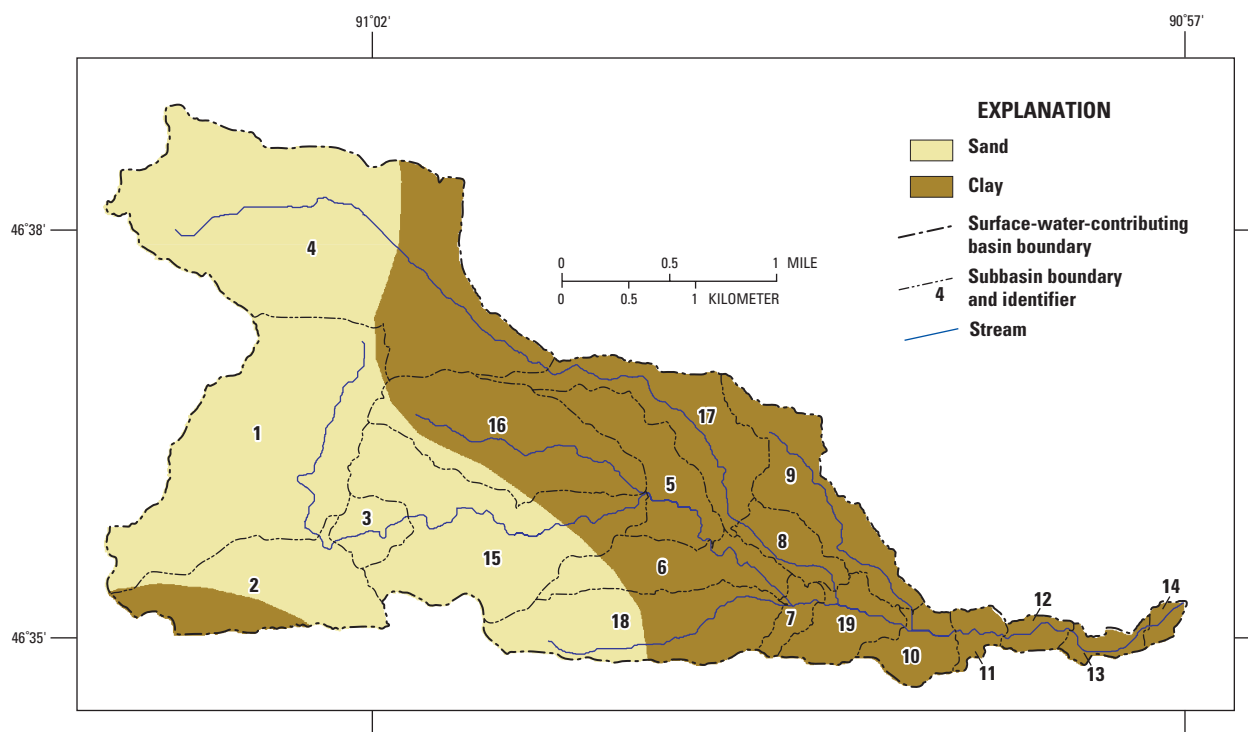 91°02'
90°57'
46°38'
46°35'
EXPLANATION
Sand
Clay
Surface-water-contributing
basin boundary
4
Subbasin boundary
and identifier
Stream
0 0.5 1 MILE
0 0.5 1 KILOMETER
4
1
16
17
9
5
3
8
15
6
2
18
7
19
10
11
12
13
14